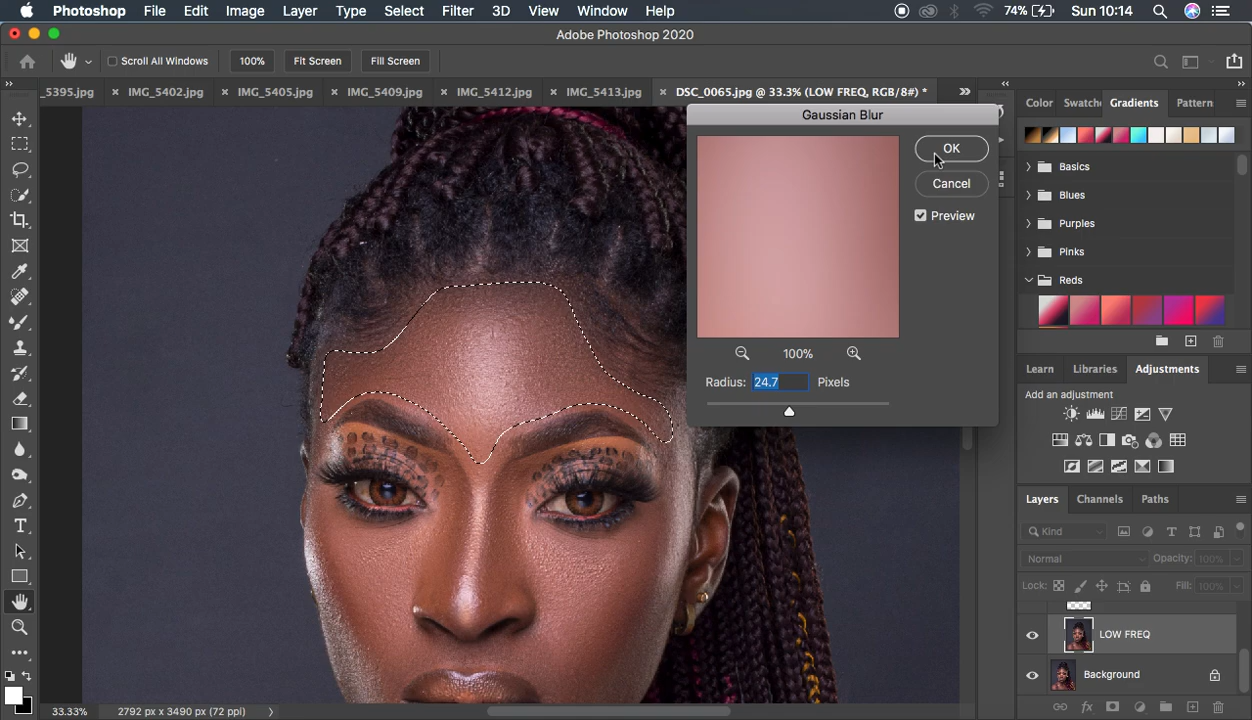 Photoshop File Edit Image Layer Type Select Filter 3D View Window Help 74% Sun 10:14
Adobe Photoshop 2020
Scroll All Windows 100% Fit Screen Fill Screen
_5395.jpg IMG_5402.jpg IMG_5405.jpg IMG_5409.jpg IMG_5412.jpg IMG_5413.jpg DSC_0065.jpg @ 33.3% (LOW FREQ, RGB/8#) *
Gaussian Blur
OK
Cancel
Preview
100%
Radius: 24.7 Pixels
Color Swatche Gradients Pattern
Basics
Blues
Purples
Pinks
Reds
Learn Libraries Adjustments
Add an adjustment
Layers Channels Paths
Kind
Normal Opacity: 100%
Lock: Fill: 100%
LOW FREQ
Background
33.33% 2792 px x 3490 px (72 ppi)